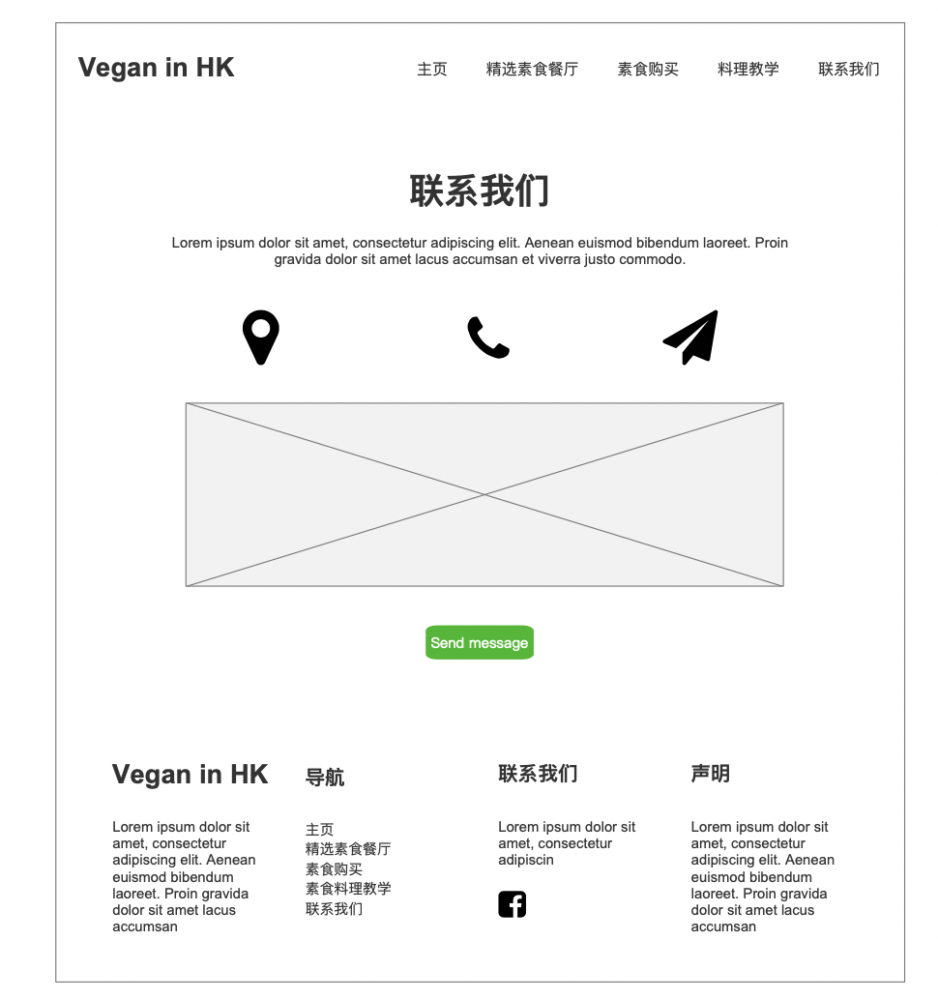 Vegan in HK
主页 精选素食餐厅 素食购买 料理教学 联系我们
联系我们
Lorem ipsum dolor sit amet, consectetur adipiscing elit. Aenean euismod bibendum laoreet. Proin
gravida dolor sit amet lacus accumsan et viverra justo commodo.
Send message
Vegan in HK
Lorem ipsum dolor sit
amet, consectetur
adipiscing elit. Aenean
euismod bibendum
laoreet. Proin gravida
dolor sit amet lacus
accumsan
导航
主页
精选素食餐厅
素食购买
素食料理教学
联系我们
联系我们
Lorem ipsum dolor sit
amet, consectetur
adipiscin
声明
Lorem ipsum dolor sit
amet, consectetur
adipiscing elit. Aenean
euismod bibendum
laoreet. Proin gravida
dolor sit amet lacus
accumsan